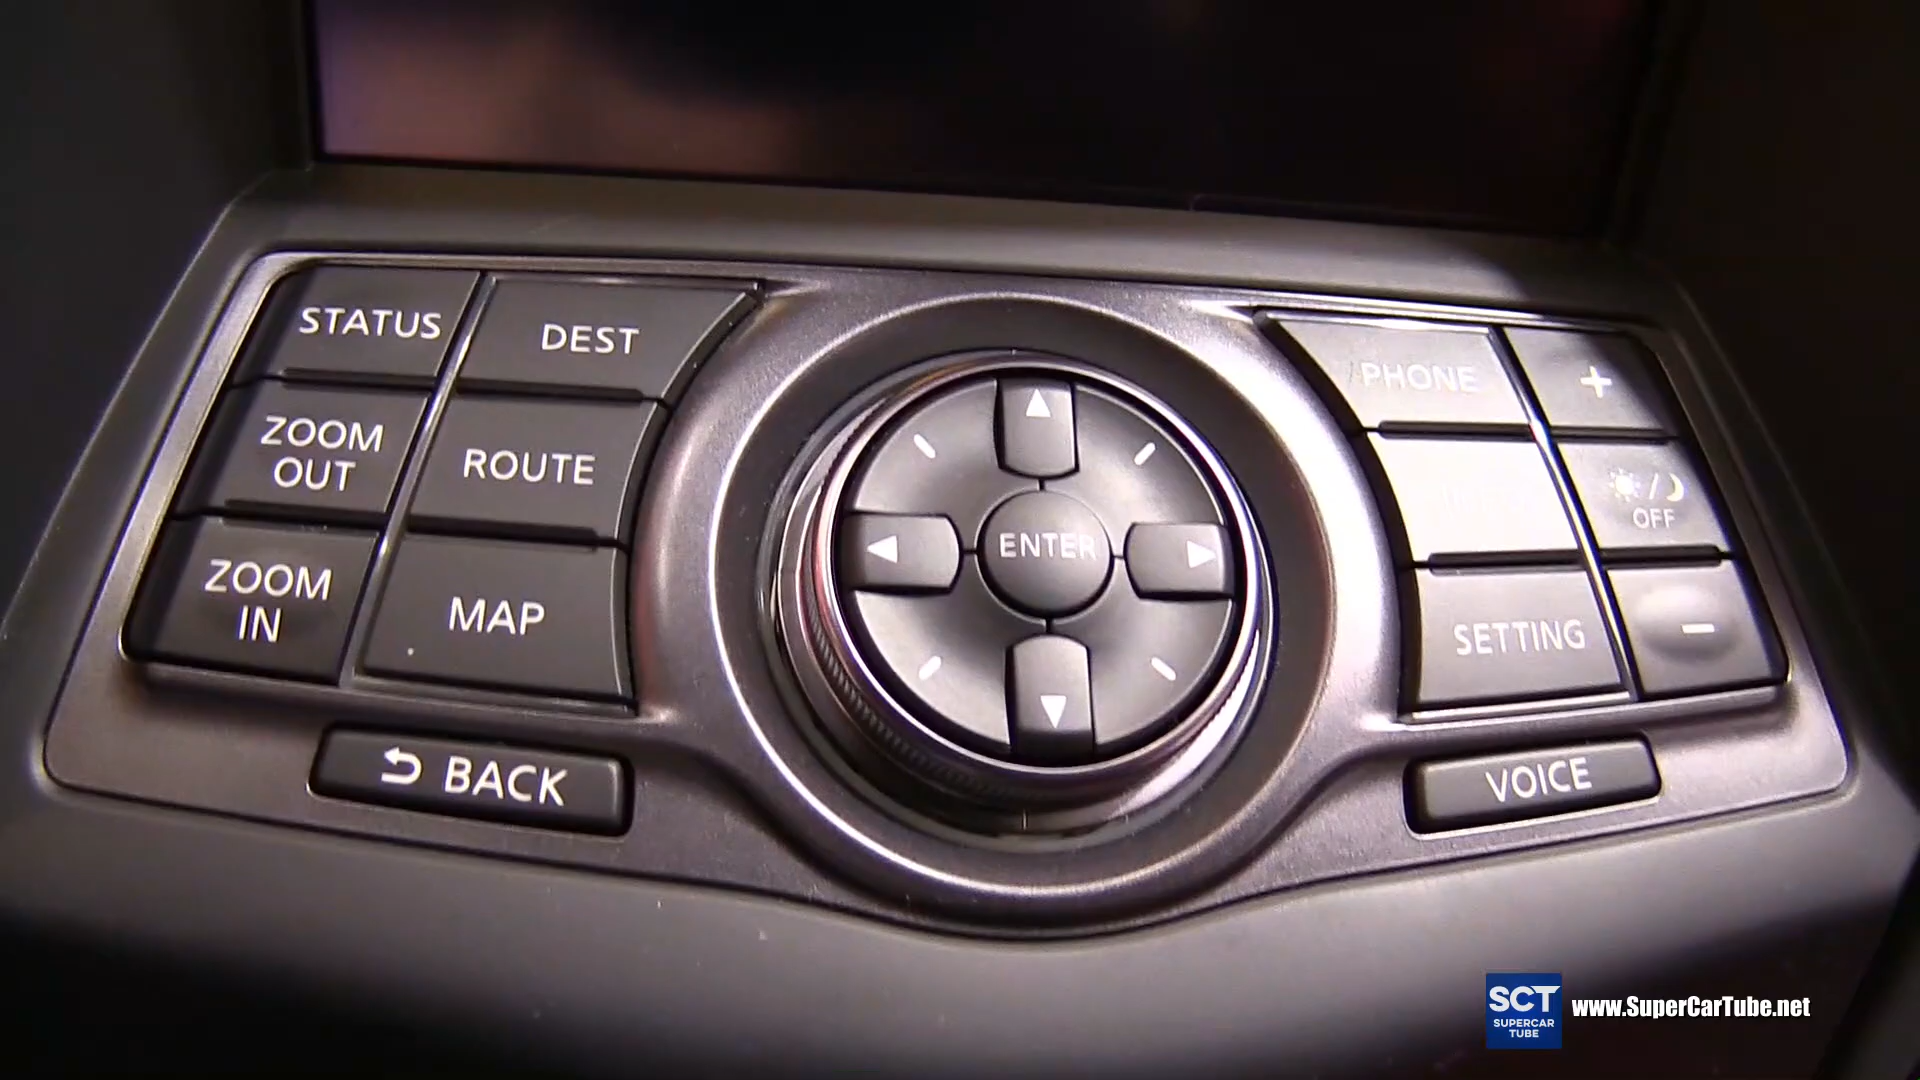 STATUS
DEST
PHONE
+
ZOOM
OUT
ROUTE
/
OFF
ENTER
ZOOM
IN
MAP
SETTING
−
BACK
VOICE
SCT
SUPERCAR
TUBE
www.SuperCarTube.net